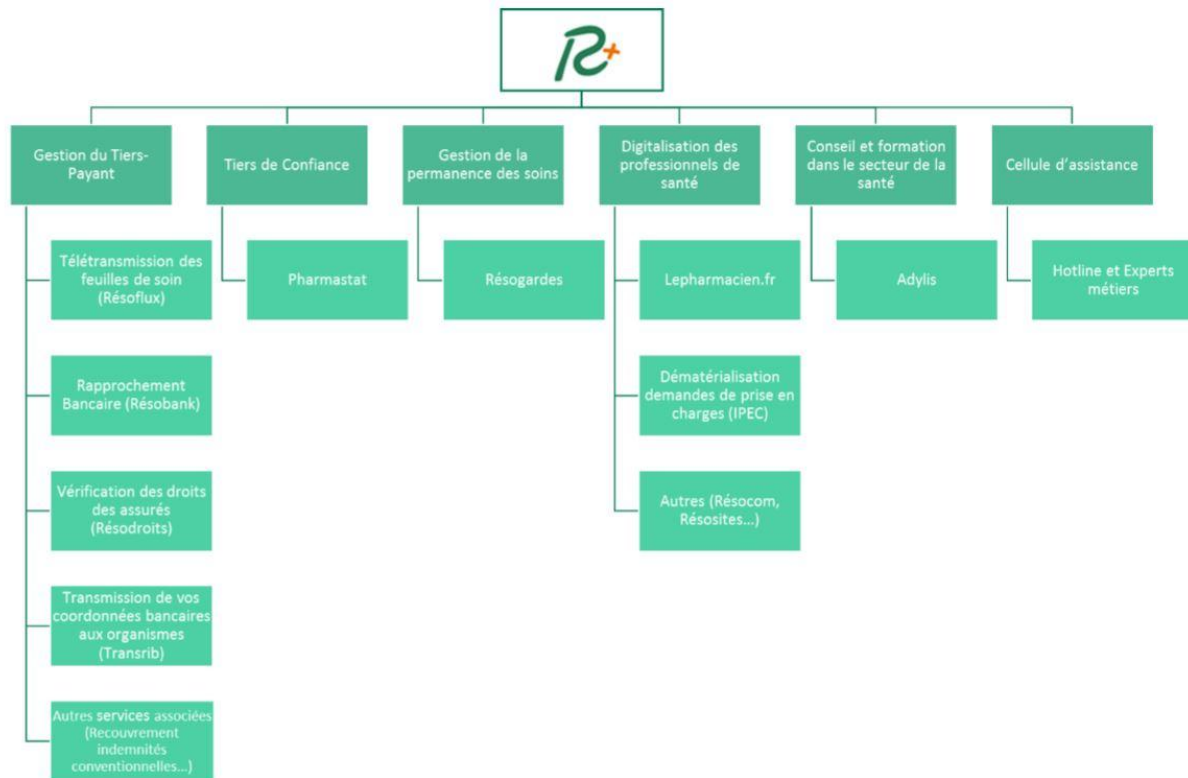 R+
Gestion du Tiers-
Payant
Tiers de Confiance
Gestion de la
permanence des soins
Digitalisation des
professionnels de
santé
Conseil et formation
dans le secteur de la
santé
Cellule d’assistance
Télétransmission des
feuilles de soin
(Résoflux)
Rapprochement
Bancaire (Résobank)
Vérification des droits
des assurés
(Résodroits)
Transmission de vos
coordonnées bancaires
aux organismes
(Transrib)
Autres services associées
(Recouvrement
indemnités
conventionnelles...)
Pharmastat
Résogardes
Lepharmacien.fr
Dématérialisation
demandes de prise en
charges (IPEC)
Autres (Résocom,
Résosites...)
Adylis
Hotline et Experts
métiers